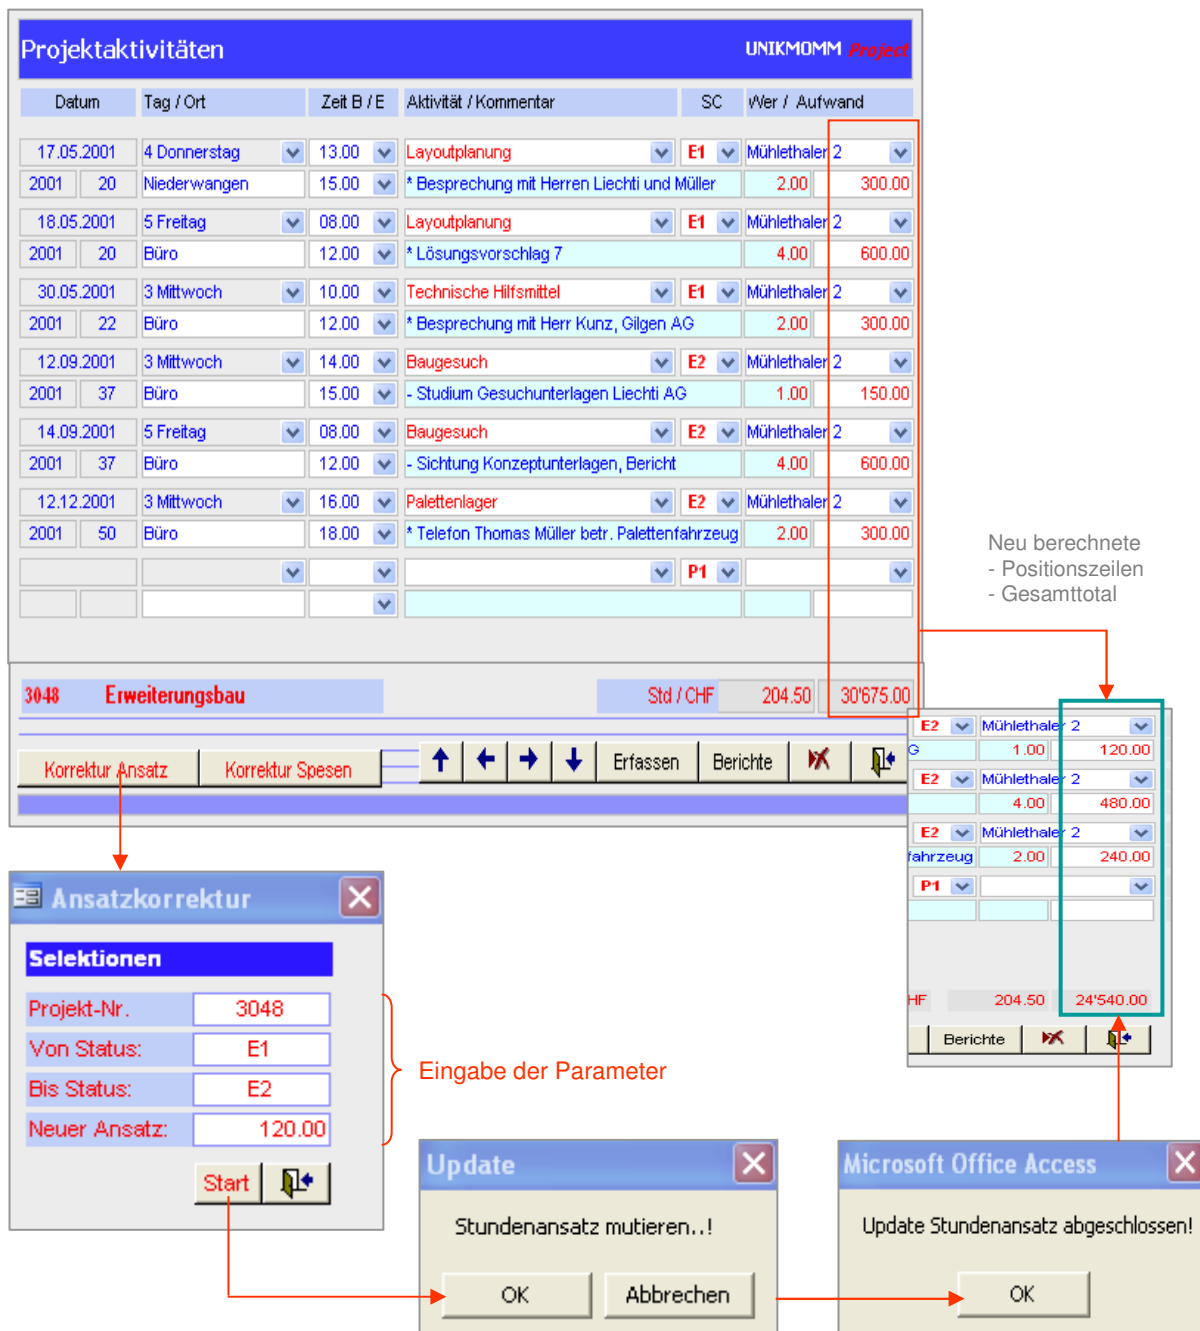 Projektaktivitäten UNIKMOMM Project
Datum Tag / Ort Zeit B / E Aktivität / Kommentar SC Wer / Aufwand
17.05.2001 4 Donnerstag 13.00 Layoutplanung E1 Mühlethaler 2
2001 20 Niederwangen 15.00 * Besprechung mit Herren Liechti und Müller 2.00 300.00
18.05.2001 5 Freitag 08.00 Layoutplanung E1 Mühlethaler 2
2001 20 Büro 12.00 * Lösungsvorschlag 7 4.00 600.00
30.05.2001 3 Mittwoch 10.00 Technische Hilfsmittel E1 Mühlethaler 2
2001 22 Büro 12.00 * Besprechung mit Herr Kunz, Gilgen AG 2.00 300.00
12.09.2001 3 Mittwoch 14.00 Baugesuch E2 Mühlethaler 2
2001 37 Büro 15.00 - Studium Gesuchunterlagen Liechti AG 1.00 150.00
14.09.2001 5 Freitag 08.00 Baugesuch E2 Mühlethaler 2
2001 37 Büro 12.00 - Sichtung Konzeptunterlagen, Bericht 4.00 600.00
12.12.2001 3 Mittwoch 16.00 Palettenlager E2 Mühlethaler 2
2001 50 Büro 18.00 * Telefon Thomas Müller betr. Palettenfahrzeug 2.00 300.00
P1
Neu berechnete
- Positionszeilen
- Gesamttotal
3048 Erweiterungsbau Std / CHF 204.50 30'675.00
Korrektur Ansatz Korrektur Spesen Erfassen Berichte
E2 Mühlethaler 2
G 1.00 120.00
E2 Mühlethaler 2
4.00 480.00
E2 Mühlethaler 2
fahrzeug 2.00 240.00
P1
HF 204.50 24'540.00
Berichte
Ansatzkorrektur
Selektionen
Projekt-Nr. 3048
Von Status: E1
Bis Status: E2
Neuer Ansatz: 120.00
Start
Eingabe der Parameter
Update
Stundenansatz mutieren..!
OK Abbrechen
Microsoft Office Access
Update Stundenansatz abgeschlossen!
OK